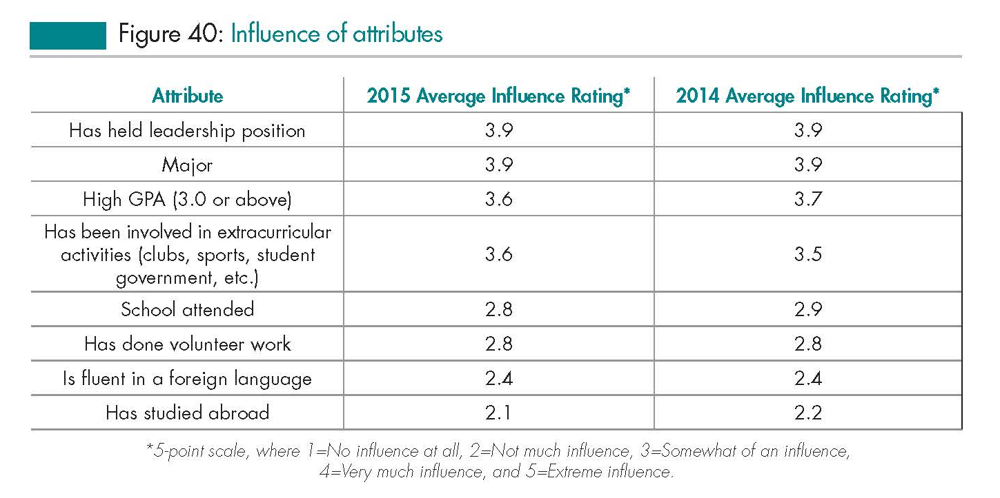 Figure 40: Influence of attributes
Attribute 2015 Average Influence Rating* 2014 Average Influence Rating*
Has held leadership position 3.9 3.9
Major 3.9 3.9
High GPA (3.0 or above) 3.6 3.7
Has been involved in extracurricular
activities (clubs, sports, student 3.6 3.5
government, etc.)
School attended 2.8 2.9
Has done volunteer work 2.8 2.8
Is fluent in a foreign language 2.4 2.4
Has studied abroad 2.1 2.2
*5-point scale, where 1=No influence at all, 2=Not much influence, 3=Somewhat of an influence,
4=Very much influence, and 5=Extreme influence.